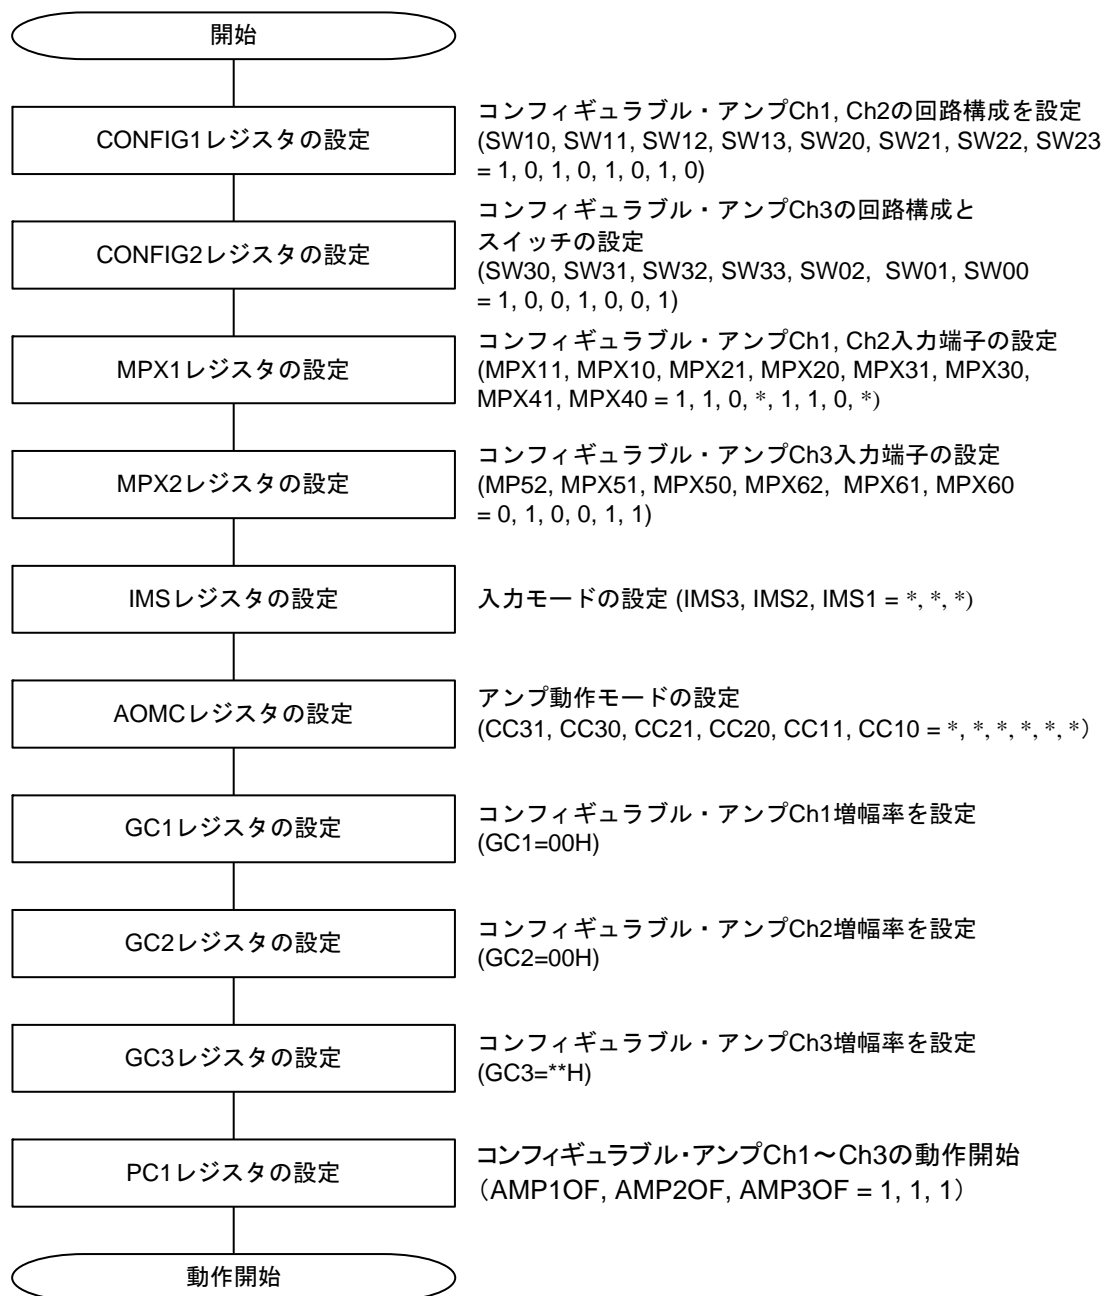 開始
CONFIG1レジスタの設定
コンフィギュラブル・アンプCh1, Ch2の回路構成を設定
(SW10, SW11, SW12, SW13, SW20, SW21, SW22, SW23
= 1, 0, 1, 0, 1, 0, 1, 0)
CONFIG2レジスタの設定
コンフィギュラブル・アンプCh3の回路構成と
スイッチの設定
(SW30, SW31, SW32, SW33, SW02, SW01, SW00
= 1, 0, 0, 1, 0, 0, 1)
MPX1レジスタの設定
コンフィギュラブル・アンプCh1, Ch2入力端子の設定
(MPX11, MPX10, MPX21, MPX20, MPX31, MPX30,
MPX41, MPX40 = 1, 1, 0, *, 1, 1, 0, *)
MPX2レジスタの設定
コンフィギュラブル・アンプCh3入力端子の設定
(MP52, MPX51, MPX50, MPX62, MPX61, MPX60
= 0, 1, 0, 0, 1, 1)
IMSレジスタの設定
入力モードの設定 (IMS3, IMS2, IMS1 = *, *, *)
AOMCレジスタの設定
アンプ動作モードの設定
(CC31, CC30, CC21, CC20, CC11, CC10 = *, *, *, *, *, *）
GC1レジスタの設定
コンフィギュラブル・アンプCh1増幅率を設定
(GC1=00H)
GC2レジスタの設定
コンフィギュラブル・アンプCh2増幅率を設定
(GC2=00H)
GC3レジスタの設定
コンフィギュラブル・アンプCh3増幅率を設定
(GC3=**H)
PC1レジスタの設定
コンフィギュラブル・アンプCh1～Ch3の動作開始
（AMP1OF, AMP2OF, AMP3OF = 1, 1, 1）
動作開始